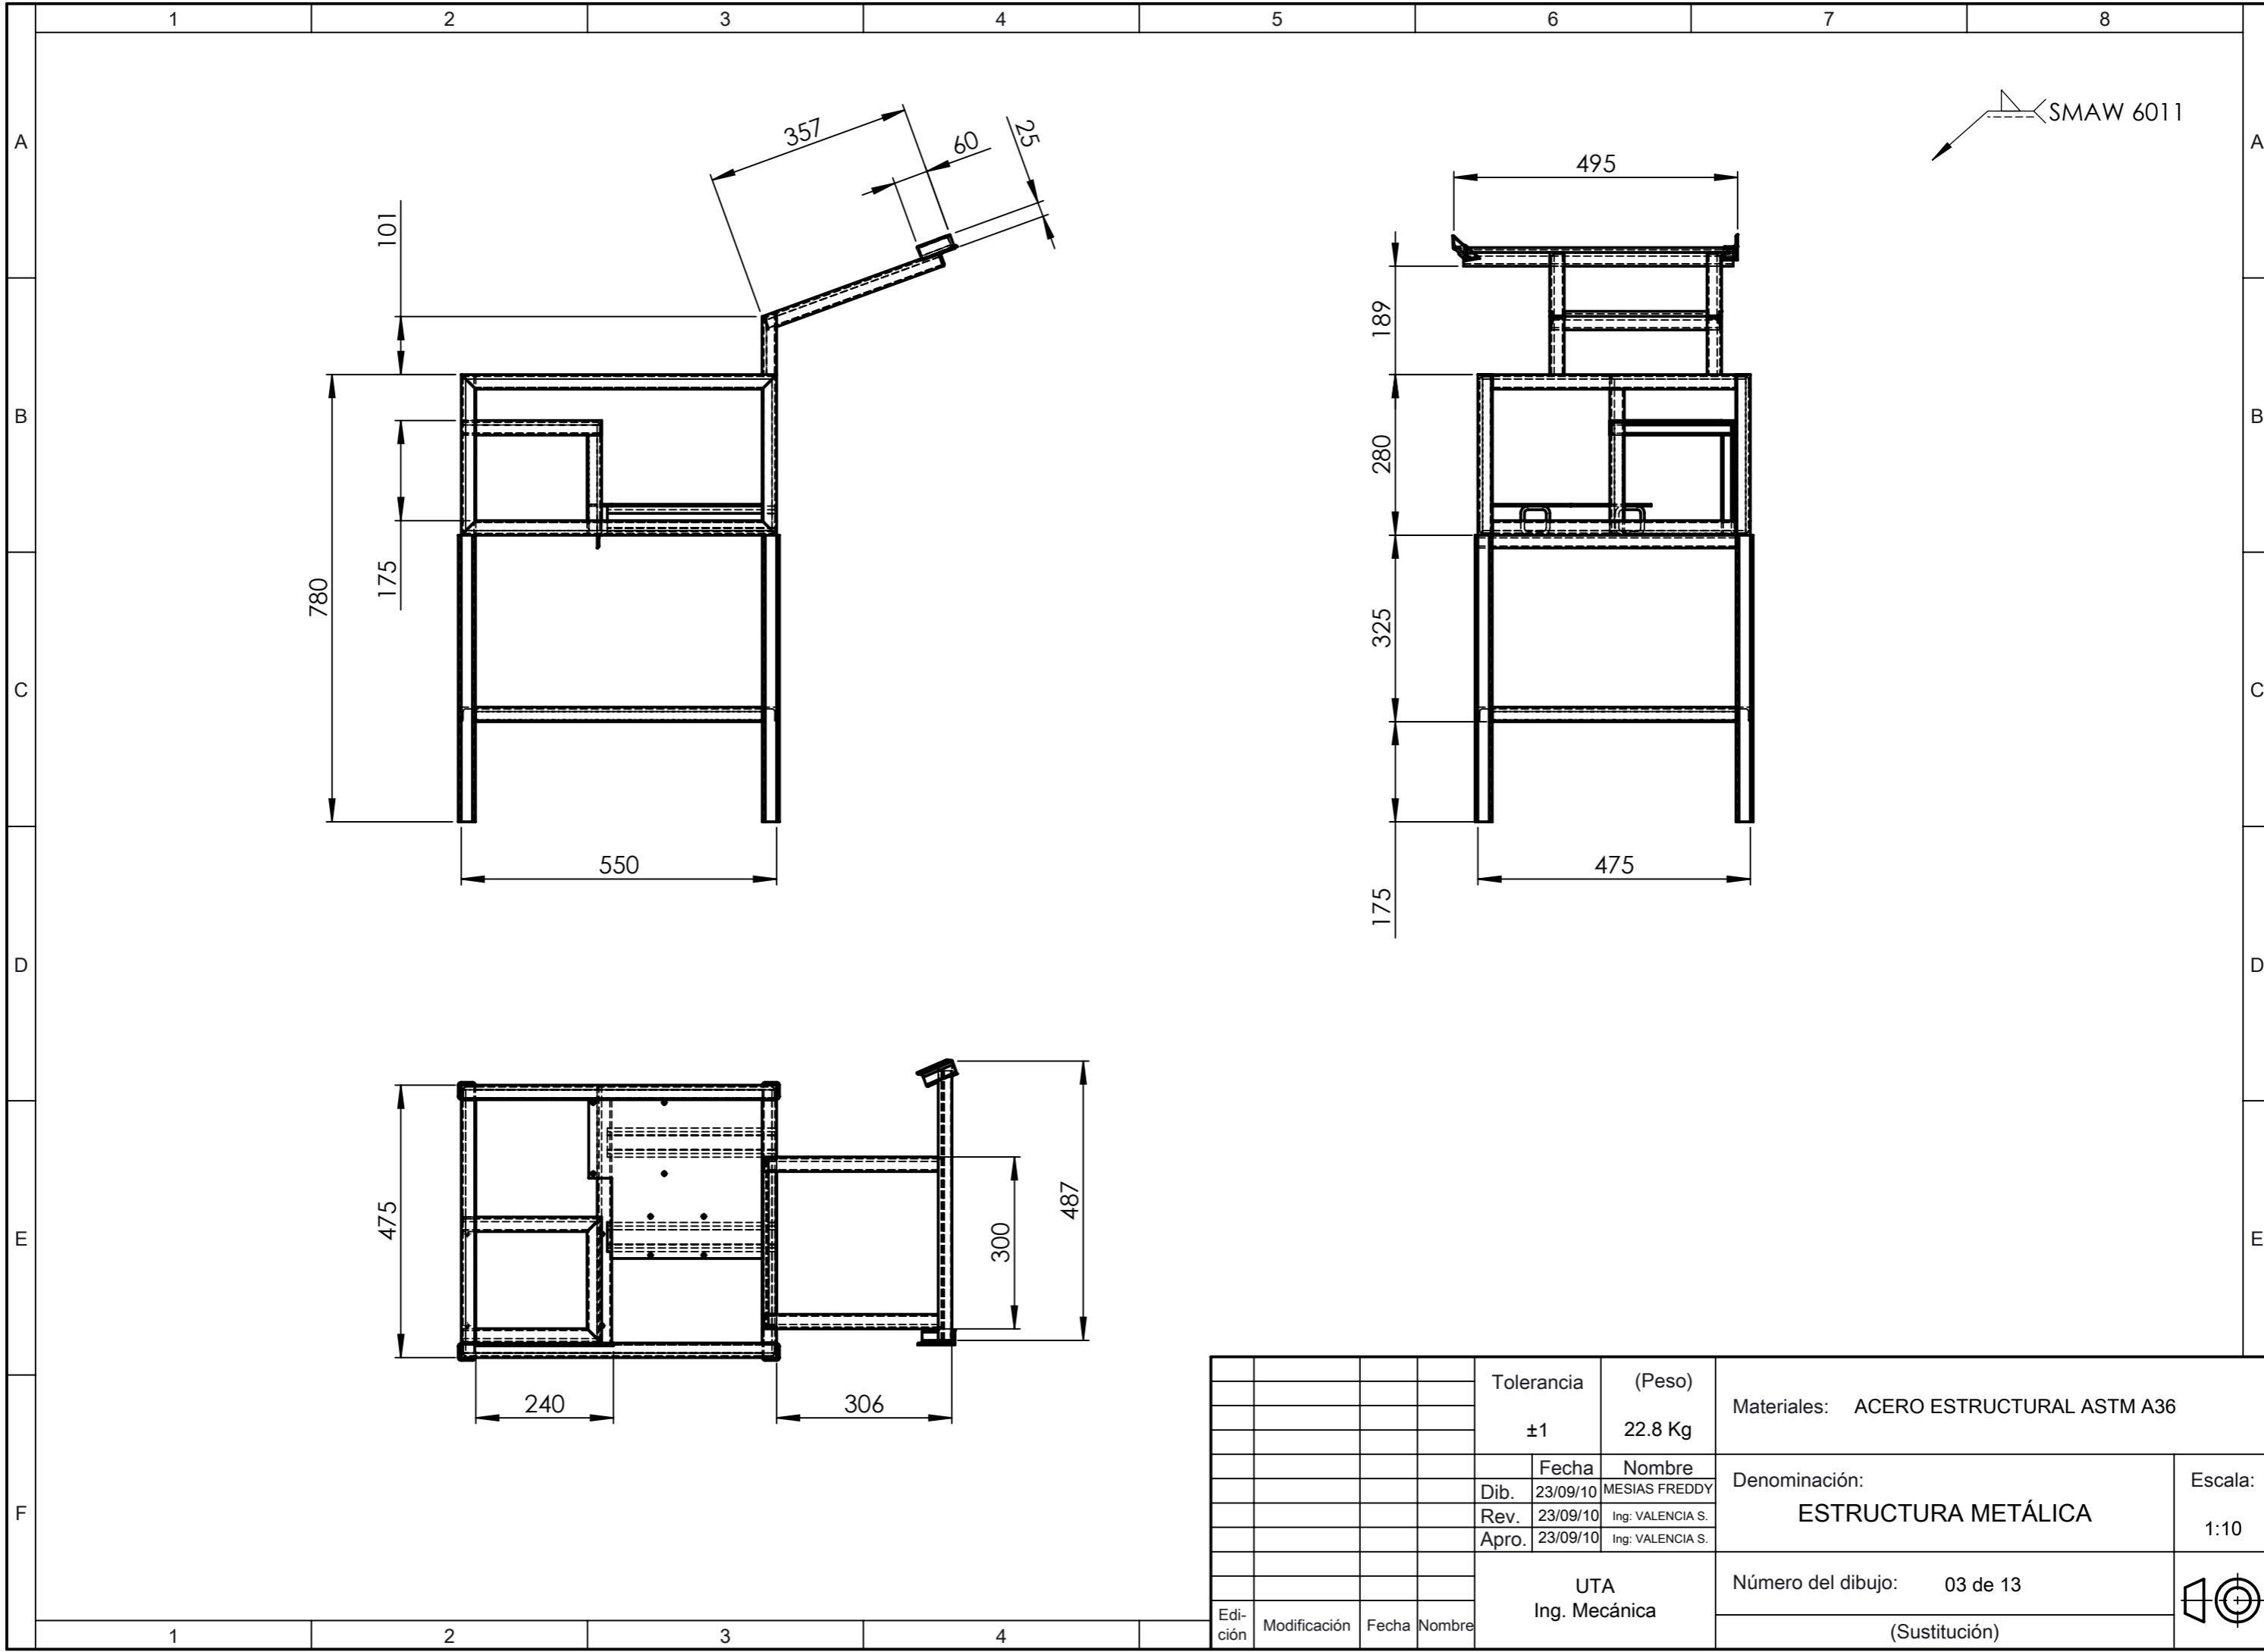 1 2 3 4 5 6 7 8
A A
SMAW 6011
357
60
25
101
495
189
B B
280
175
780
325
C C
550
475
175
D D
475
487
300
E E
240
306
F
Tolerancia
±1
(Peso)
22.8 Kg
Materiales: ACERO ESTRUCTURAL ASTM A36
Fecha Nombre
Dib. 23/09/10 MESIAS FREDDY
Rev. 23/09/10 Ing: VALENCIA S.
Apro. 23/09/10 Ing: VALENCIA S.
Denominación:
ESTRUCTURA METÁLICA
Escala:
1:10
UTA
Ing. Mecánica
Número del dibujo: 03 de 13
(Sustitución)
Edi-
ción
Modificación Fecha Nombre
1 2 3 4